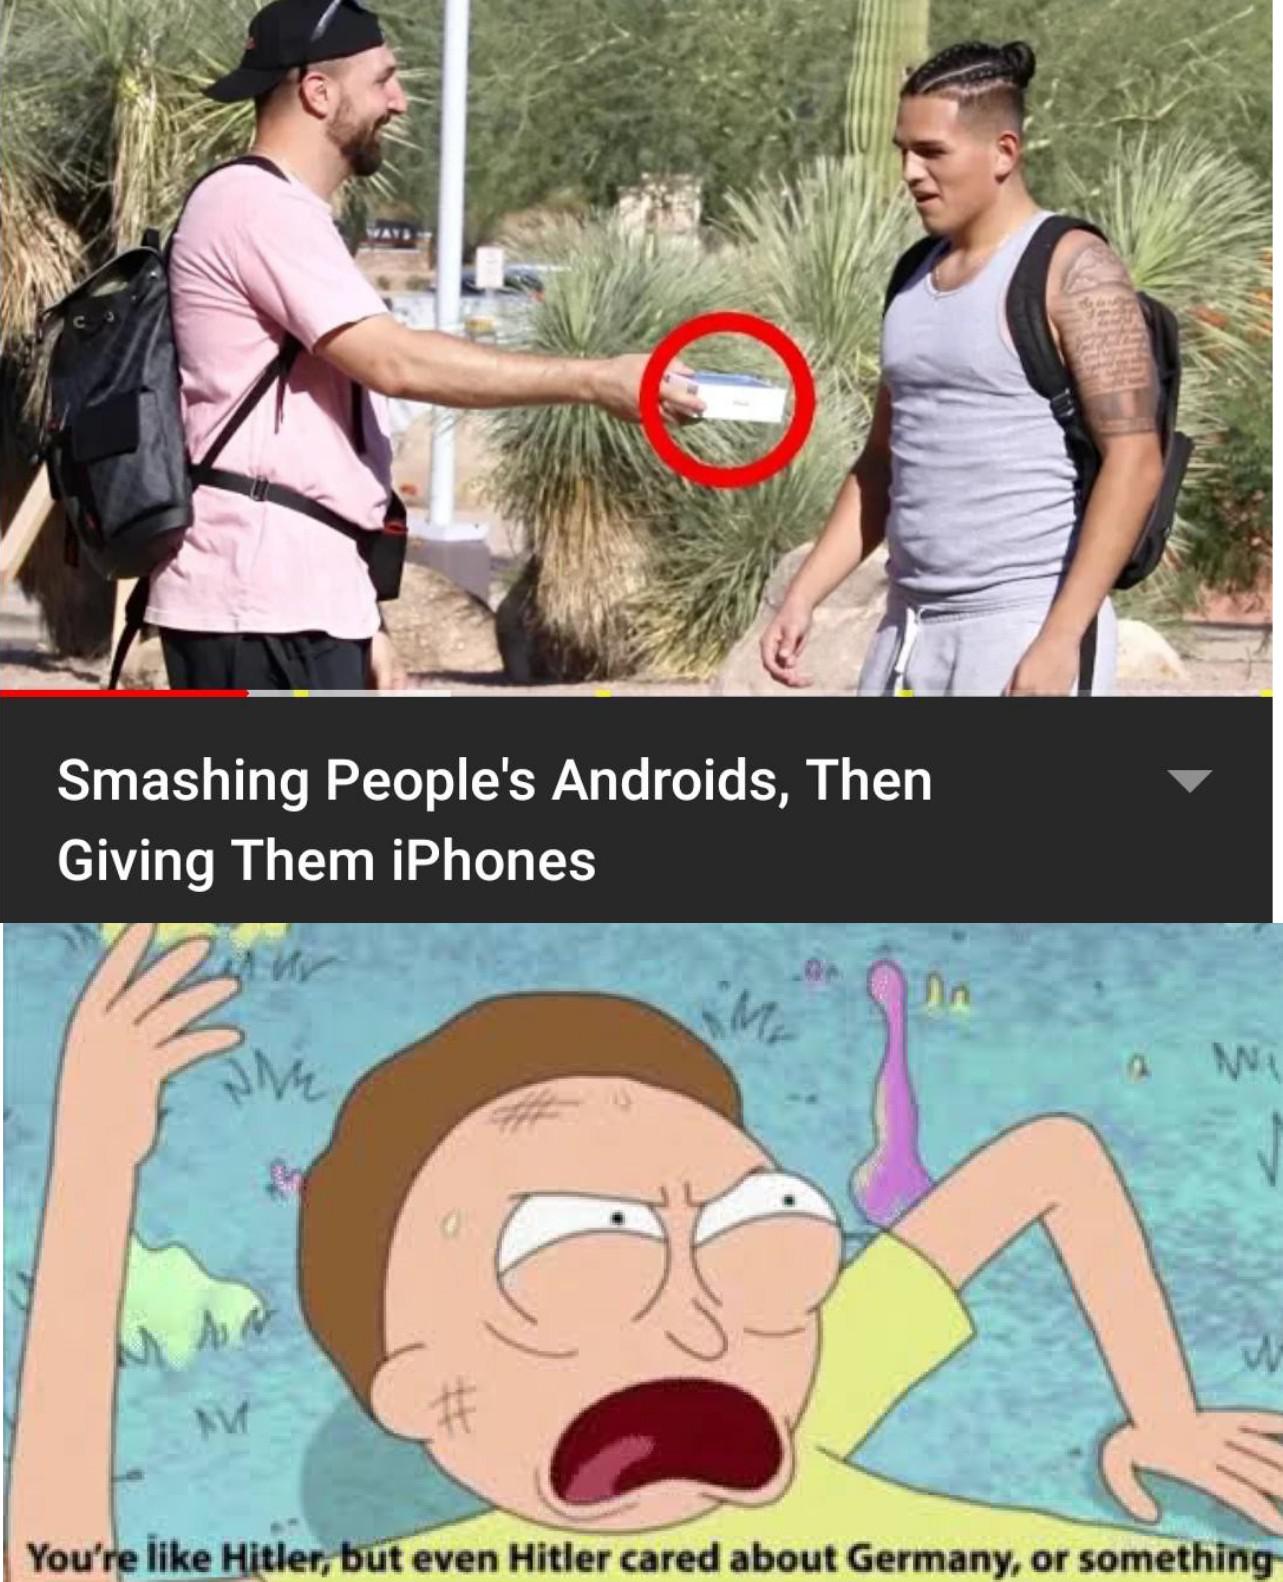 WAYS
Smashing People's Androids, Then
Giving Them iPhones
You're like Hitler, but even Hitler cared about Germany, or something